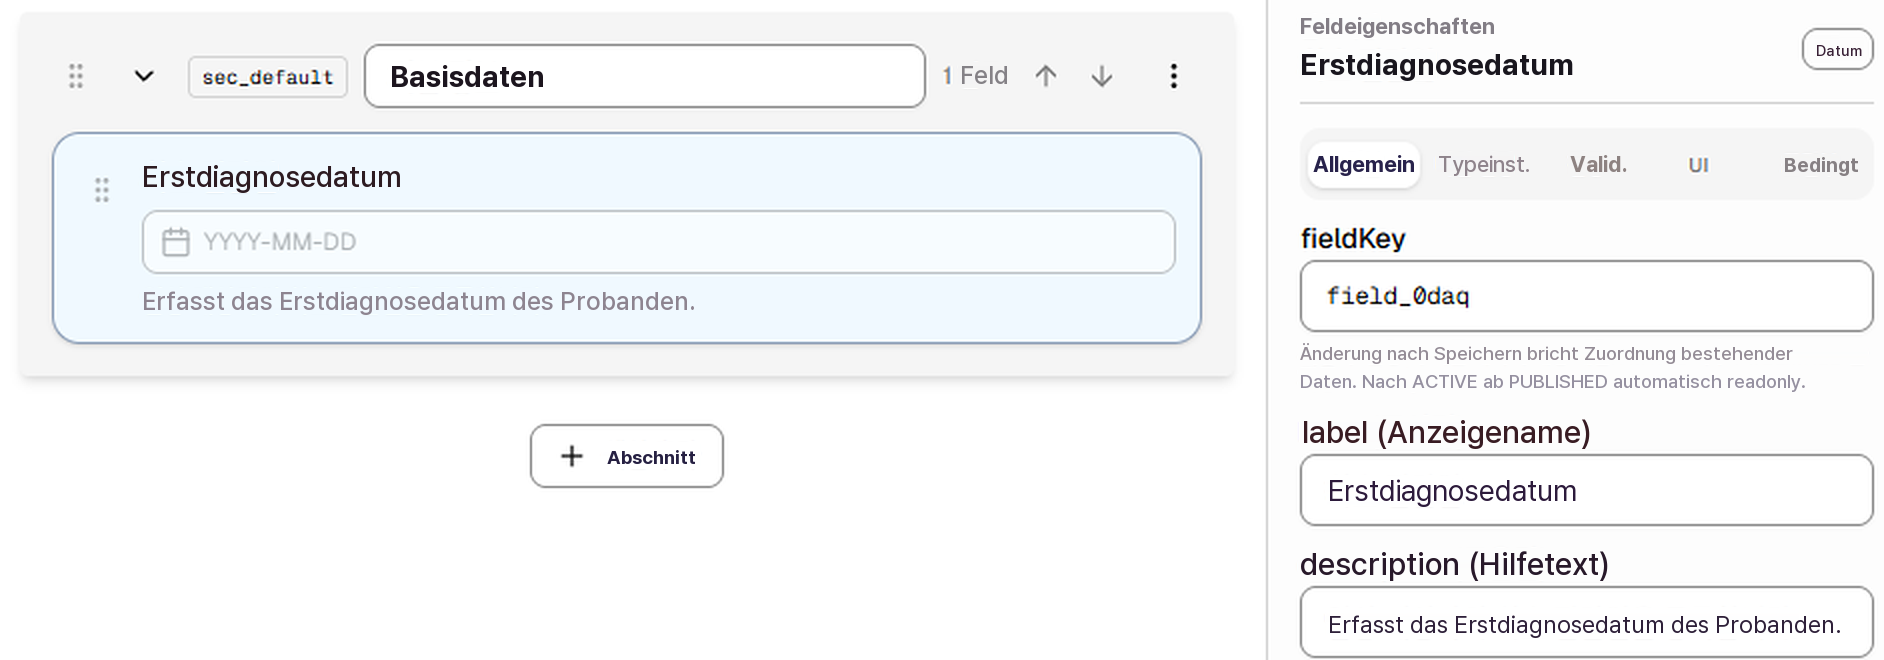 sec_default
Basisdaten
1 Feld
Erstdiagnosedatum
YYYY-MM-DD
Erfasst das Erstdiagnosedatum des Probanden.
Abschnitt
Feldeigenschaften
Erstdiagnosedatum
Datum
Allgemein Typeinst. Valid. UI Bedingt
fieldKey
field_0daq
Änderung nach Speichern bricht Zuordnung bestehender
Daten. Nach ACTIVE ab PUBLISHED automatisch readonly.
label (Anzeigename)
Erstdiagnosedatum
description (Hilfetext)
Erfasst das Erstdiagnosedatum des Probanden.